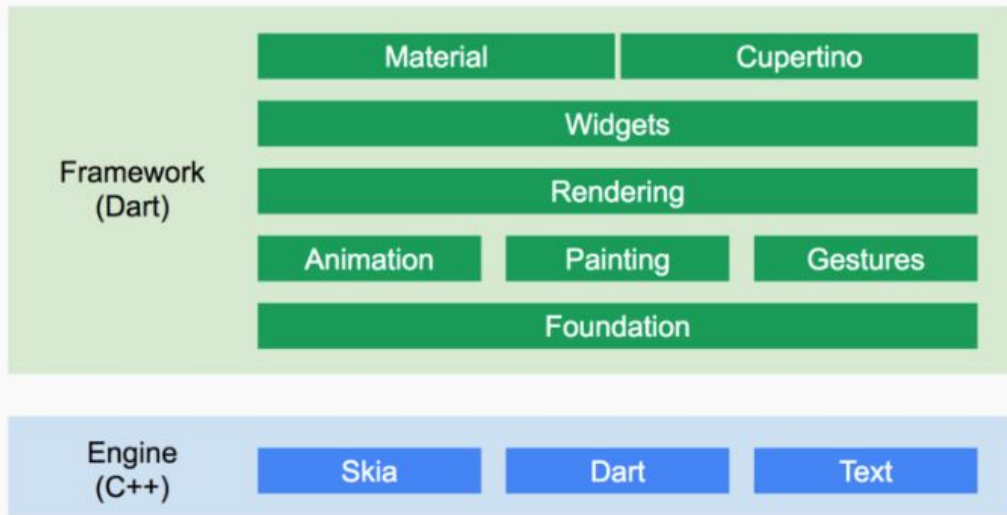 Material Cupertino
Widgets
Framework
(Dart)
Rendering
Animation Painting Gestures
Foundation
Engine
(C++)
Skia Dart Text